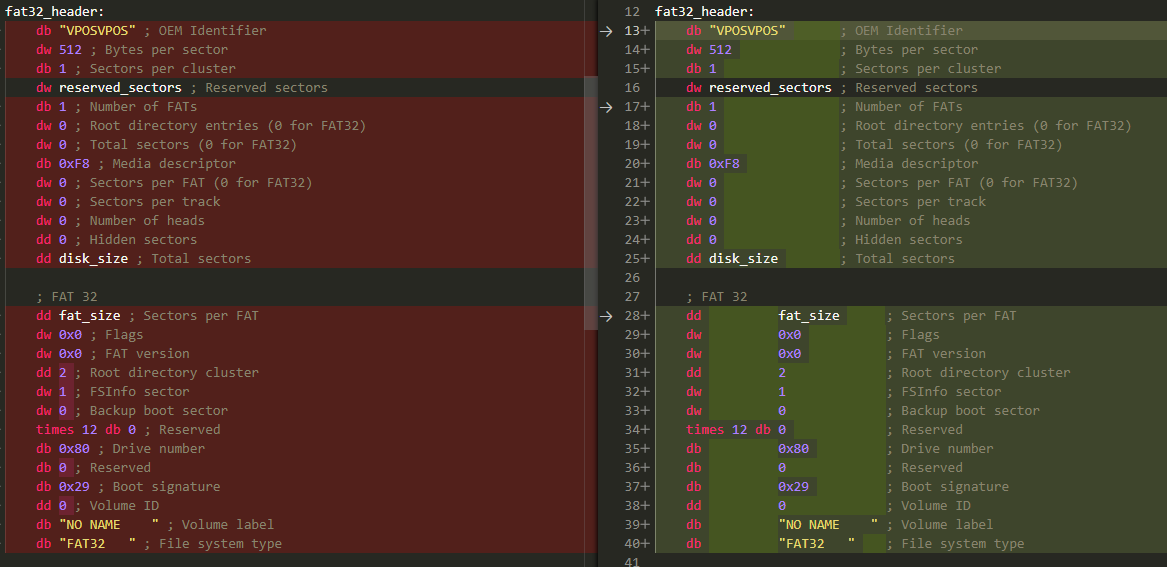 fat32_header:
db "VPOSVPOS" ; OEM Identifier
dw 512 ; Bytes per sector
db 1 ; Sectors per cluster
dw reserved_sectors ; Reserved sectors
db 1 ; Number of FATs
dw 0 ; Root directory entries (0 for FAT32)
dw 0 ; Total sectors (0 for FAT32)
db 0xF8 ; Media descriptor
dw 0 ; Sectors per FAT (0 for FAT32)
dw 0 ; Sectors per track
dw 0 ; Number of heads
dd 0 ; Hidden sectors
dd disk_size ; Total sectors
; FAT 32
dd fat_size ; Sectors per FAT
dw 0x0 ; Flags
dw 0x0 ; FAT version
dd 2 ; Root directory cluster
dw 1 ; FSInfo sector
dw 0 ; Backup boot sector
times 12 db 0 ; Reserved
db 0x80 ; Drive number
db 0 ; Reserved
db 0x29 ; Boot signature
dd 0 ; Volume ID
db "NO NAME    " ; Volume label
db "FAT32   " ; File system type
12 fat32_header:
→ 13+ db "VPOSVPOS"       ; OEM Identifier
14+ dw 512              ; Bytes per sector
15+ db 1                ; Sectors per cluster
16 dw reserved_sectors ; Reserved sectors
→ 17+ db 1                ; Number of FATs
18+ dw 0                ; Root directory entries (0 for FAT32)
19+ dw 0                ; Total sectors (0 for FAT32)
20+ db 0xF8             ; Media descriptor
21+ dw 0                ; Sectors per FAT (0 for FAT32)
22+ dw 0                ; Sectors per track
23+ dw 0                ; Number of heads
24+ dd 0                ; Hidden sectors
25+ dd disk_size        ; Total sectors
26
27 ; FAT 32
→ 28+ dd          fat_size      ; Sectors per FAT
29+ dw          0x0           ; Flags
30+ dw          0x0           ; FAT version
31+ dd          2             ; Root directory cluster
32+ dw          1             ; FSInfo sector
33+ dw          0             ; Backup boot sector
34+ times 12 db 0             ; Reserved
35+ db          0x80          ; Drive number
36+ db          0             ; Reserved
37+ db          0x29          ; Boot signature
38+ dd          0             ; Volume ID
39+ db          "NO NAME    " ; Volume label
40+ db          "FAT32   "    ; File system type
41